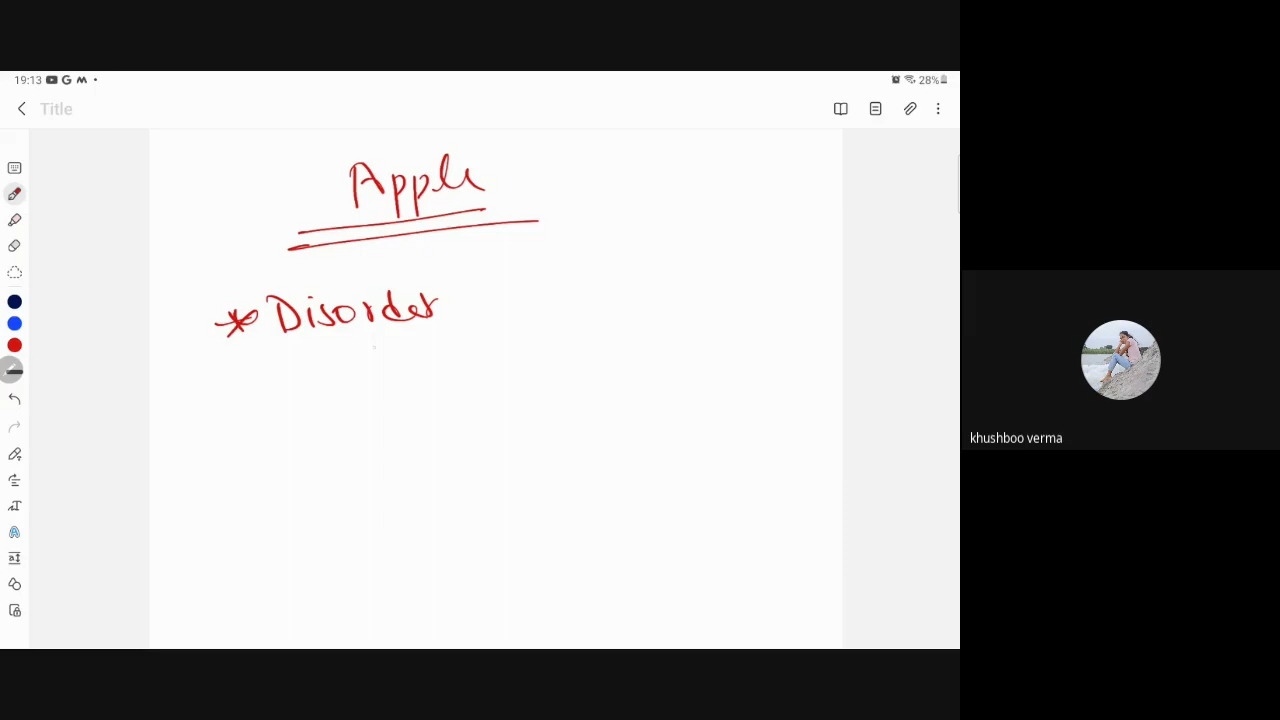 19:13 G M 28%
Title
Apple
* Disorder
khushboo verma